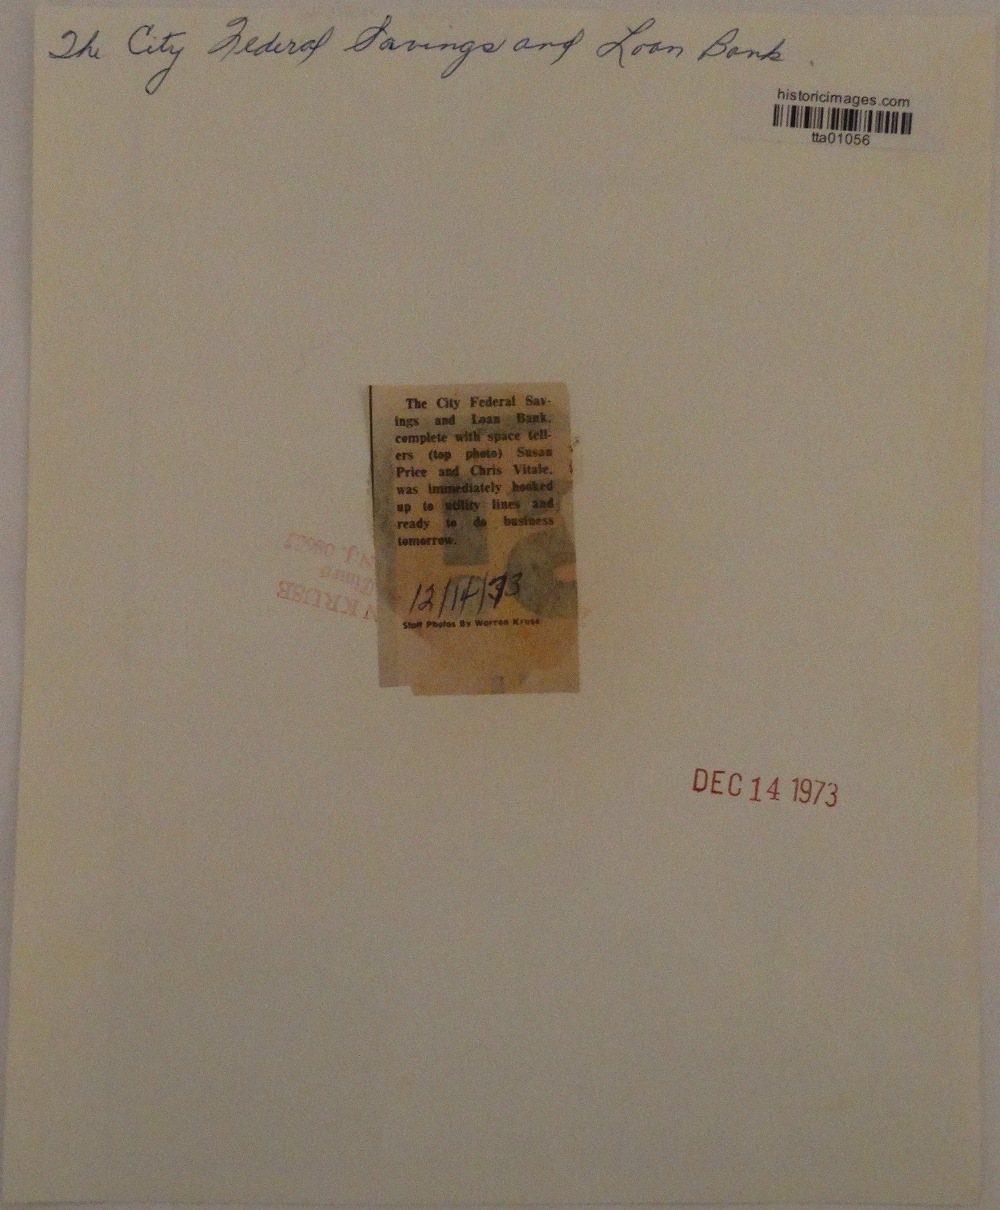 The City Federal Savings and Loan Bank.
historicimages.com
tta01056
The City Federal Sav-
ings and Loan Bank,
complete with space tell-
ers (top photo) Susan
Price and Chris Vitale,
was immediately hooked
up to utility lines and
ready to do business
tomorrow.
12/14/73
Staff Photos By Warren Kruse
KRUSE
Times
DEC 14 1973